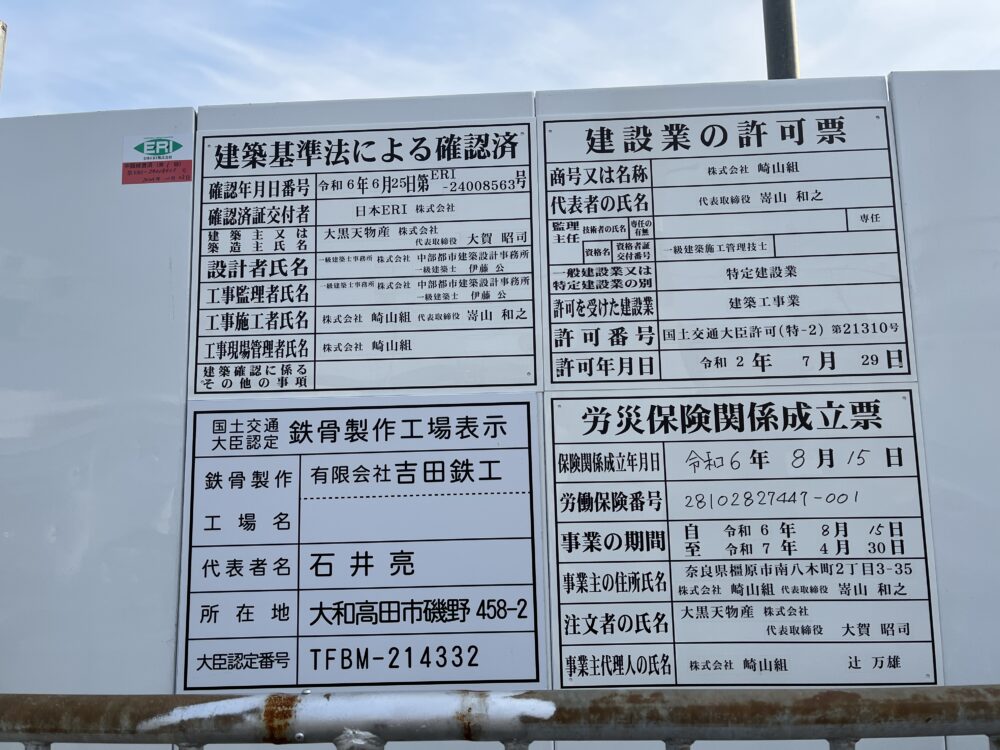 ERI
建築基準法による確認済
確認年月日番号 令和6年6月25日第ERI-24008563号
確認済証交付者 日本ERI 株式会社
建築主又は築造主氏名 大黒天物産 株式会社
代表取締役 大賀 昭司
設計者氏名 一級建築士事務所 株式会社 中部都市建築設計事務所
一級建築士 伊藤 公
工事監理者氏名 一級建築士事務所 株式会社 中部都市建築設計事務所
一級建築士 伊藤 公
工事施工者氏名 株式会社 崎山組 代表取締役 嵜山 和之
工事現場管理者氏名 株式会社 崎山組
建築確認に係るその他の事項
建設業の許可票
商号又は名称 株式会社 崎山組
代表者の氏名 代表取締役 嵜山 和之
監理主任 技術者の氏名 専任の有無 専任
資格名 資格者証交付番号 一級建築施工管理技士
一般建設業又は特定建設業の別 特定建設業
許可を受けた建設業 建築工事業
許可番号 国土交通大臣許可(特-2) 第21310号
許可年月日 令和 2 年 7 月 29 日
国土交通大臣認定 鉄骨製作工場表示
鉄骨製作工場名 有限会社 吉田鉄工
代表者名 石井亮
所在地 大和高田市磯野 458-2
大臣認定番号 TFBM-214332
労災保険関係成立票
保険関係成立年月日 令和 6 年 8 月 15 日
労働保険番号 28102827447-001
事業の期間 自 令和 6 年 8 月 15 日
至 令和 7 年 4 月 30 日
事業主の住所氏名 奈良県橿原市南八木町2丁目3-35
株式会社 崎山組 代表取締役 嵜山 和之
注文者の氏名 大黒天物産 株式会社
代表取締役 大賀 昭司
事業主代理人の氏名 株式会社 崎山組 辻 万雄